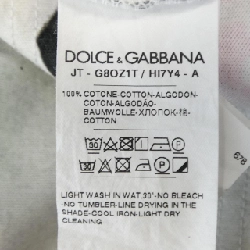 DOLCE & GABBANA
JT - G8OZ1T / HI7Y4 - A
100% COTONE-COTTON-ALGODON-
COTON-ALGODÃO-
BAUMWOLLE-ХЛОПОК-棉-
COTTON
LIGHT WASH IN WAT.30°-NO BLEACH
-NO TUMBLER-LINE DRYING IN THE
SHADE-COOL IRON-LIGHT DRY
CLEANING